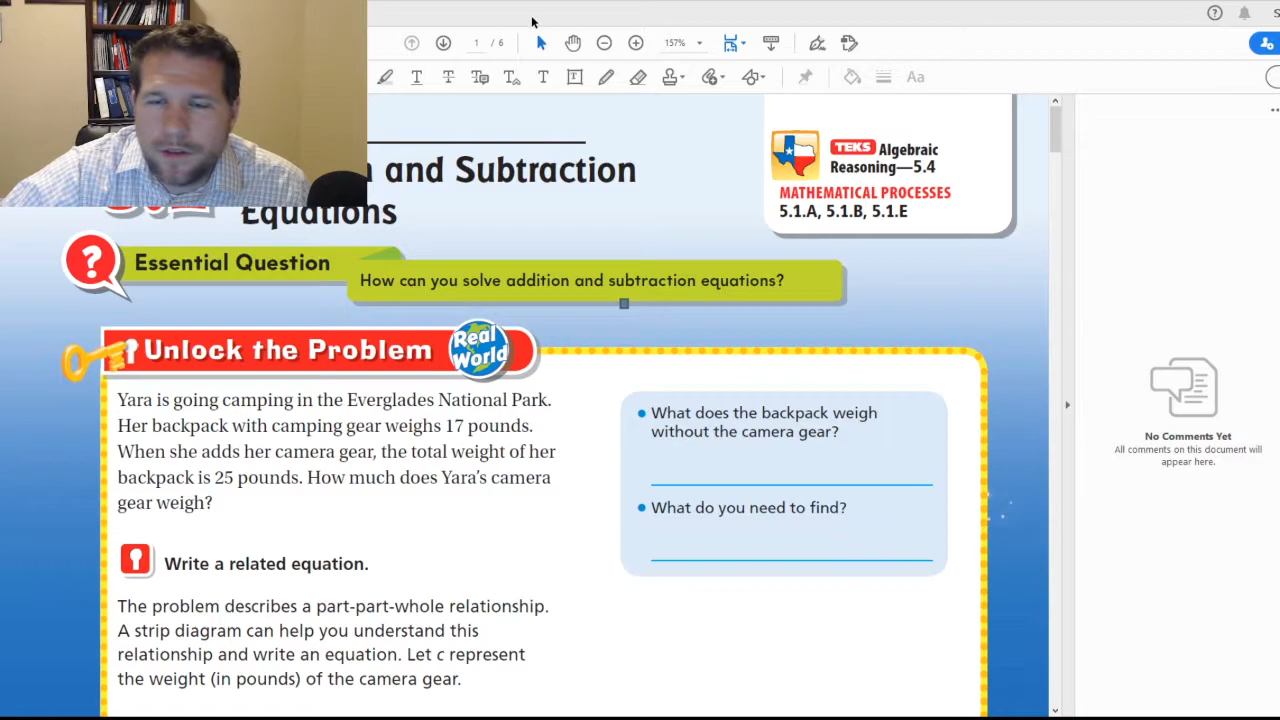 1 / 6
157%
Aa
and Subtraction
Equations
TEKS Algebraic
Reasoning—5.4
MATHEMATICAL PROCESSES
5.1.A, 5.1.B, 5.1.E
?
Essential Question
How can you solve addition and subtraction equations?
Unlock the Problem
Real
World
Yara is going camping in the Everglades National Park.
Her backpack with camping gear weighs 17 pounds.
When she adds her camera gear, the total weight of her
backpack is 25 pounds. How much does Yara's camera
gear weigh?
• What does the backpack weigh
without the camera gear?
• What do you need to find?
Write a related equation.
The problem describes a part-part-whole relationship.
A strip diagram can help you understand this
relationship and write an equation. Let c represent
the weight (in pounds) of the camera gear.
No Comments Yet
All comments on this document will
appear here.